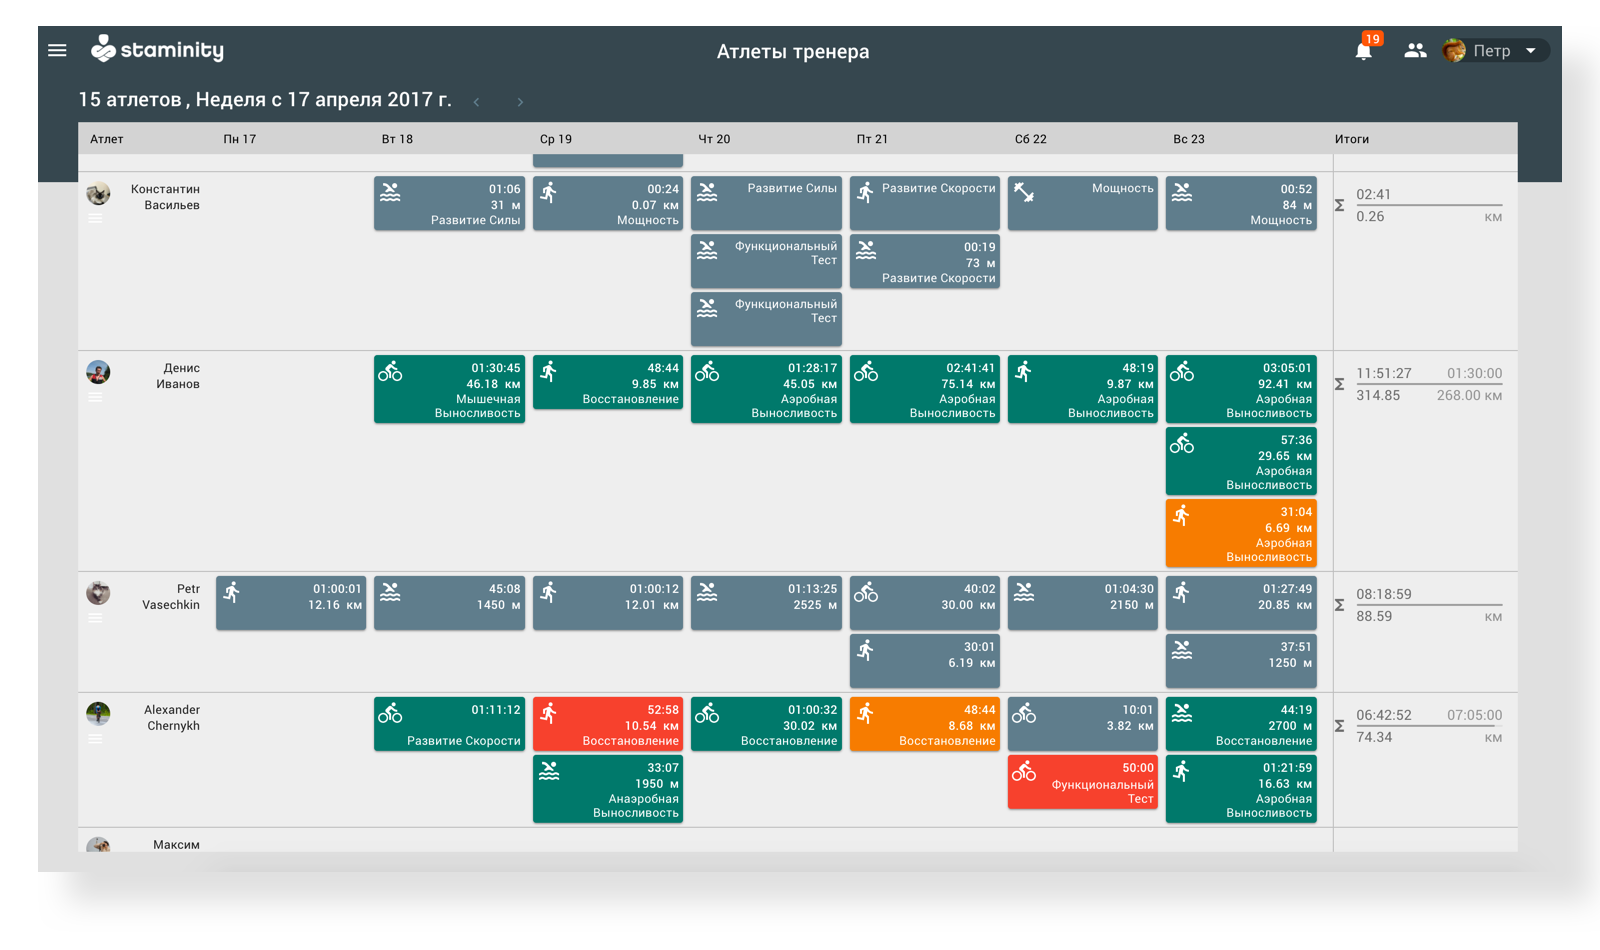 staminity
Атлеты тренера
19
Петр
15 атлетов , Неделя с 17 апреля 2017 г.
Атлет Пн 17 Вт 18 Ср 19 Чт 20 Пт 21 Сб 22 Вс 23 Итоги
Константин
Васильев
01:06
31 м
Развитие Силы
00:24
0.07 км
Мощность
Развитие Силы
Функциональный
Тест
Функциональный
Тест
Развитие Скорости
00:19
73 м
Развитие Скорости
Мощность
00:52
84 м
Мощность
Σ
02:41
0.26 км
Денис
Иванов
01:30:45
46.18 км
Мышечная
Выносливость
48:44
9.85 км
Восстановление
01:28:17
45.05 км
Аэробная
Выносливость
02:41:41
75.14 км
Аэробная
Выносливость
48:19
9.87 км
Аэробная
Выносливость
03:05:01
92.41 км
Аэробная
Выносливость
57:36
29.65 км
Аэробная
Выносливость
31:04
6.69 км
Аэробная
Выносливость
Σ
11:51:27 01:30:00
314.85 268.00 км
Petr
Vasechkin
01:00:01
12.16 км
45:08
1450 м
01:00:12
12.01 км
01:13:25
2525 м
40:02
30.00 км
30:01
6.19 км
01:04:30
2150 м
01:27:49
20.85 км
37:51
1250 м
Σ
08:18:59
88.59 км
Alexander
Chernykh
01:11:12
Развитие Скорости
52:58
10.54 км
Восстановление
33:07
1950 м
Анаэробная
Выносливость
01:00:32
30.02 км
Восстановление
48:44
8.68 км
Восстановление
10:01
3.82 км
50:00
Функциональный
Тест
44:19
2700 м
Восстановление
01:21:59
16.63 км
Аэробная
Выносливость
Σ
06:42:52 07:05:00
74.34 км
Максим